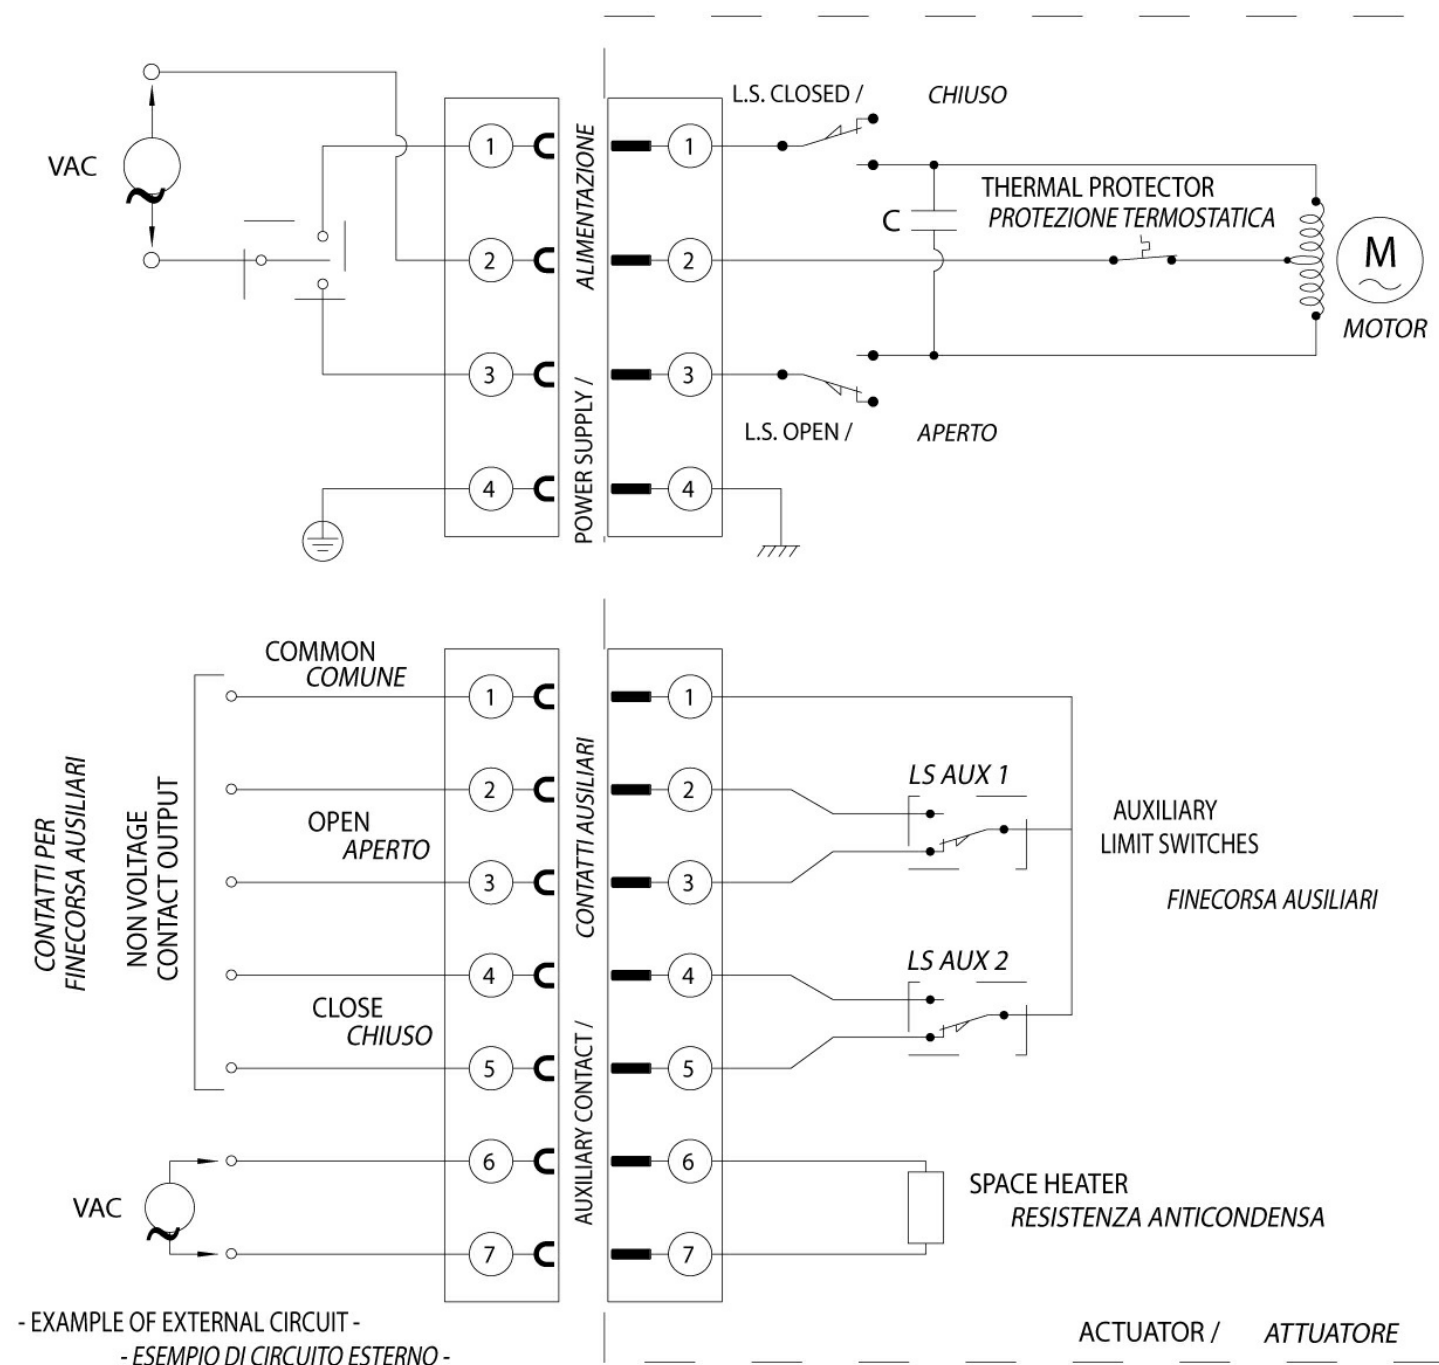 L.S. CLOSED / CHIUSO
VAC
1
1
ALIMENTAZIONE
POWER SUPPLY /
THERMAL PROTECTOR
PROTEZIONE TERMOSTATICA
C
2
2
M
MOTOR
3
3
L.S. OPEN / APERTO
4
4
COMMON
COMUNE
1
1
CONTATTI PER
FINECORSA AUSILIARI
NON VOLTAGE
CONTACT OUTPUT
CONTATTI AUSILIARI
AUXILIARY CONTACT /
2
2
LS AUX 1
OPEN
APERTO
AUXILIARY
LIMIT SWITCHES
FINECORSA AUSILIARI
3
3
4
4
LS AUX 2
CLOSE
CHIUSO
5
5
6
6
VAC
SPACE HEATER
RESISTENZA ANTICONDENSA
7
7
- EXAMPLE OF EXTERNAL CIRCUIT -
- ESEMPIO DI CIRCUITO ESTERNO -
ACTUATOR / ATTUATORE